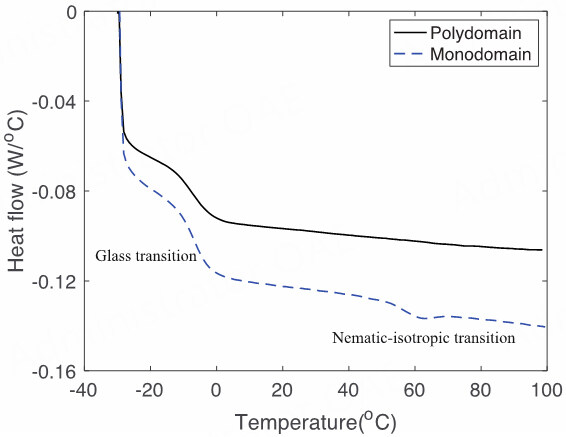 0
-0.04
-0.08
-0.12
-0.16
-40
-20
0
20
40
60
80
100
Heat flow (W/°C)
Temperature(°C)
Polydomain
Monodomain
Glass transition
Nematic-isotropic transition